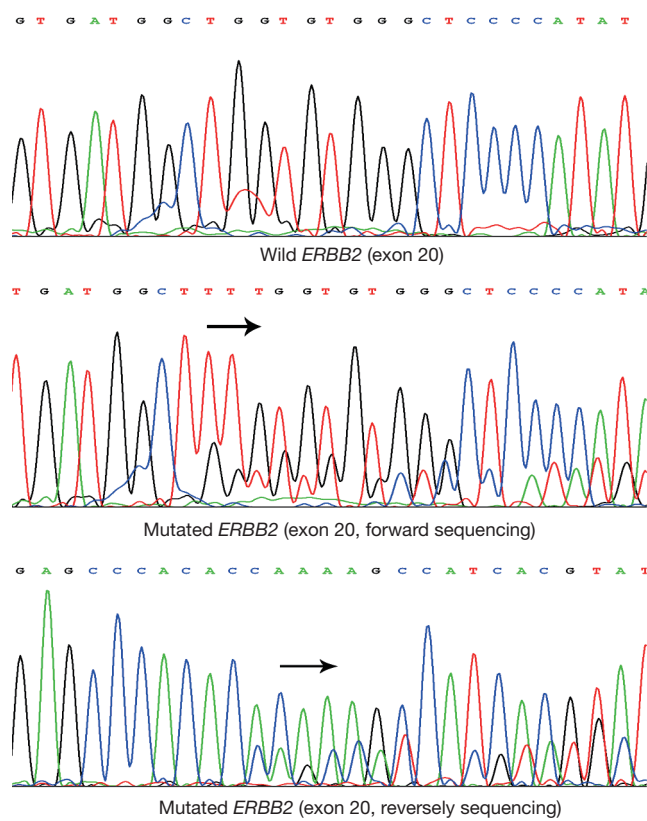 G T G A T G G C T G G T G T G G G C T C C C C A T A T
Wild ERBB2 (exon 20)
T G A T G G C T T T T G G T G T G G G C T C C C C A T A
Mutated ERBB2 (exon 20, forward sequencing)
G A G C C C A C A C C A A A A G C C A T C A C G T A T
Mutated ERBB2 (exon 20, reversely sequencing)